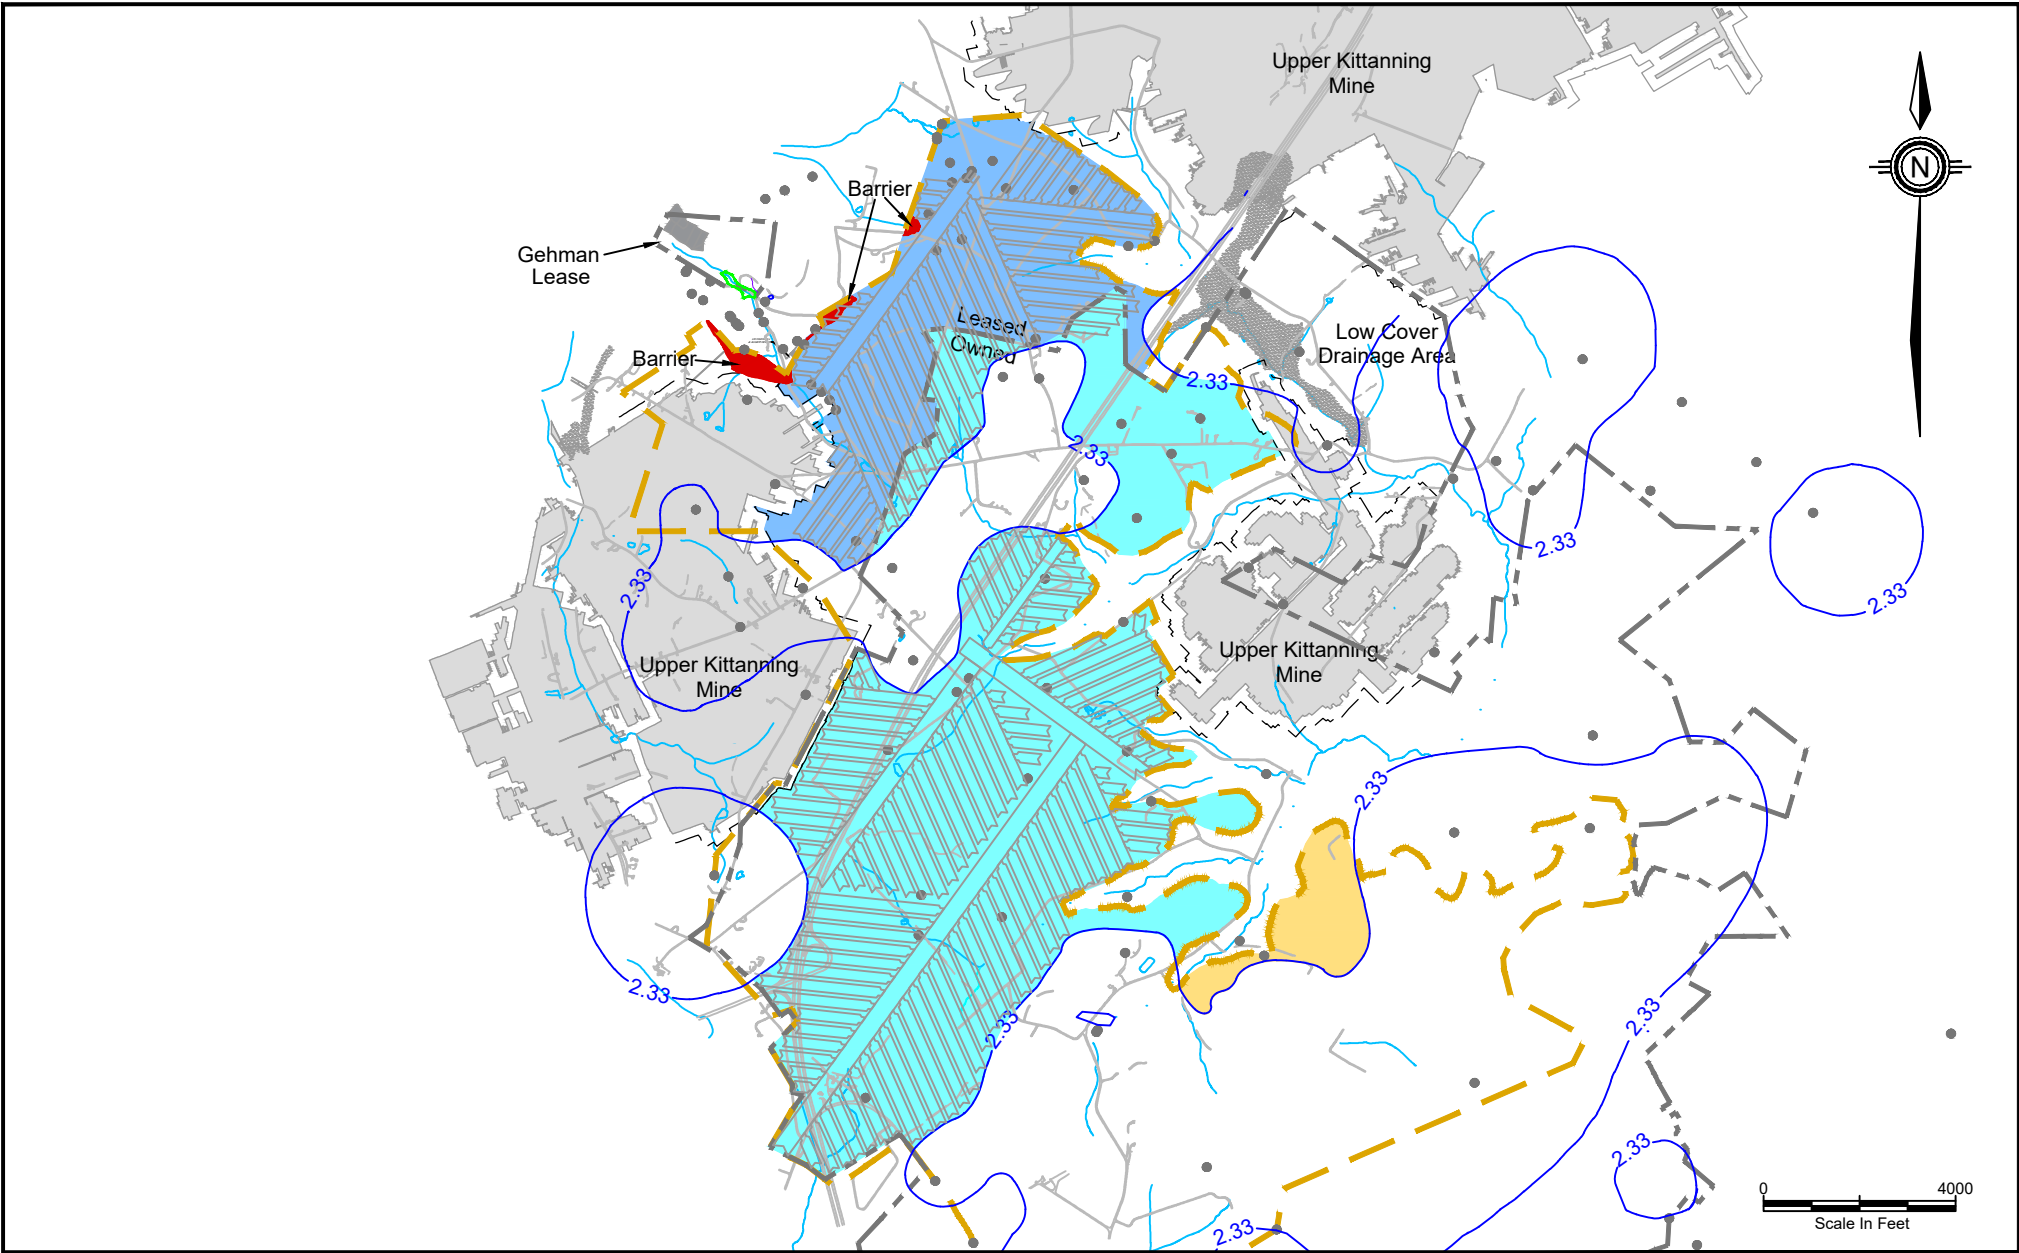 Upper Kittanning
Mine
N
Barrier
Gehman
Lease
Leased
Owned
Low Cover
Drainage Area
Barrier
2.33
2.33
2.33
2.33
2.33
Upper Kittanning
Mine
Upper Kittanning
Mine
2.33
2.33
2.33
2.33
2.33
2.33
0 4000
Scale In Feet